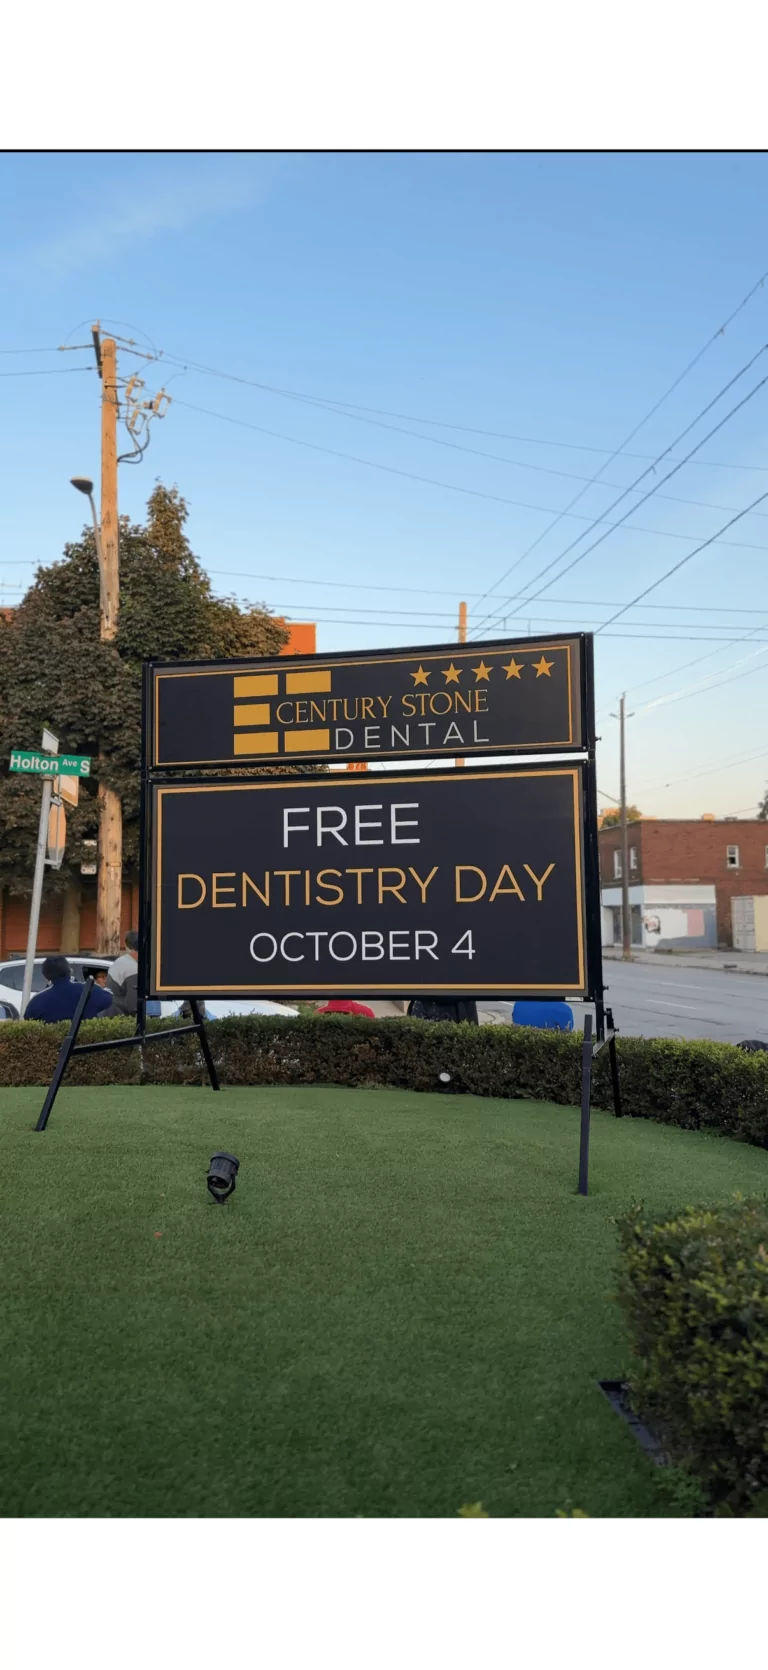 CENTURY STONE
DENTAL
Holton Ave S
FREE
DENTISTRY DAY
OCTOBER 4